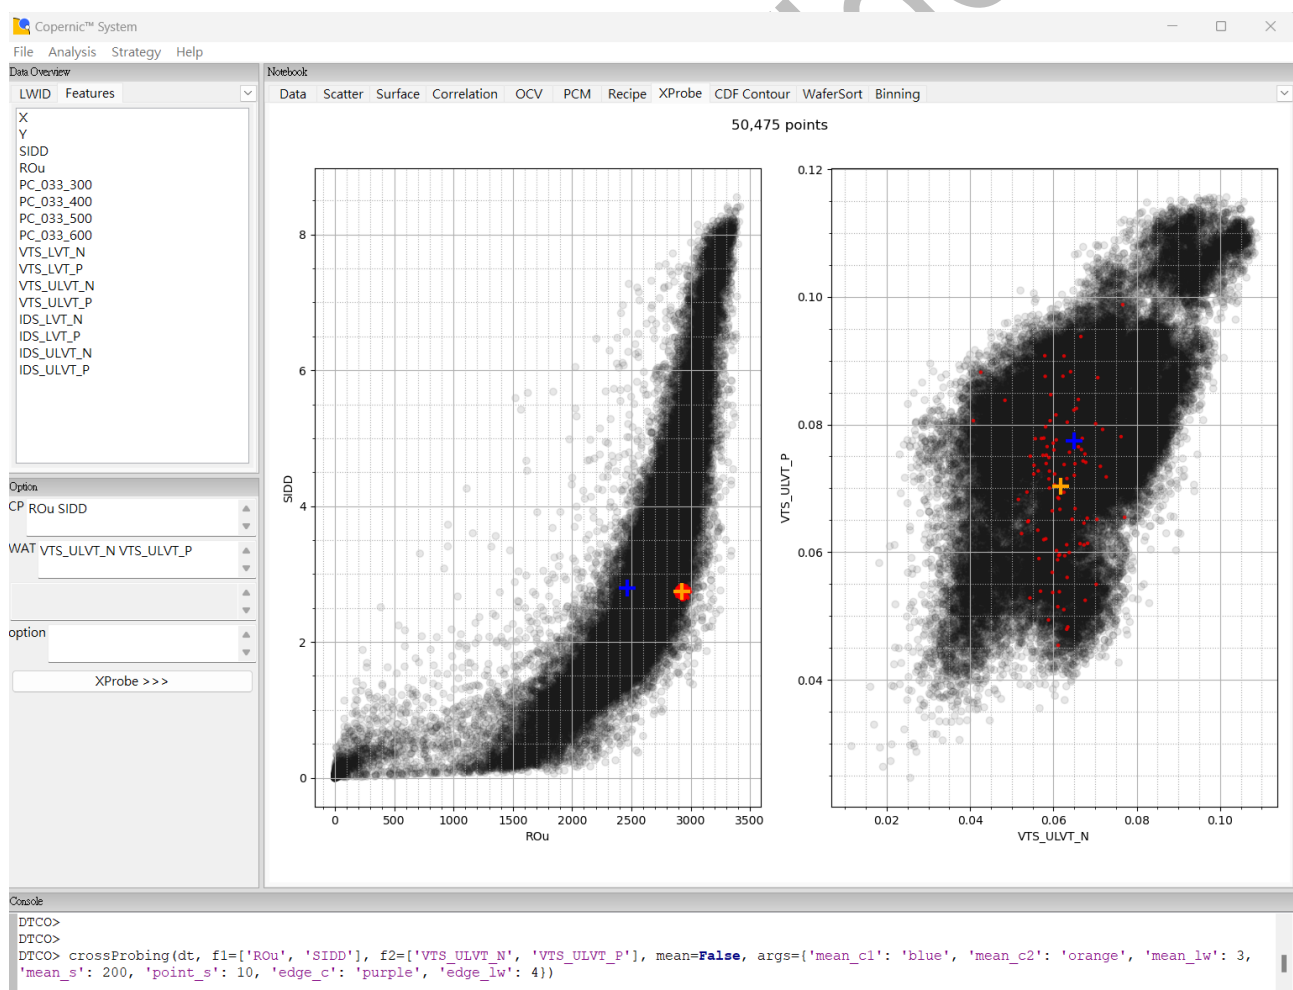 Copernic™ System
File Analysis Strategy Help
Data Overview
LWID Features
X
Y
SIDD
ROu
PC_033_300
PC_033_400
PC_033_500
PC_033_600
VTS_LVT_N
VTS_LVT_P
VTS_ULVT_N
VTS_ULVT_P
IDS_LVT_N
IDS_LVT_P
IDS_ULVT_N
IDS_ULVT_P
Option
CP ROu SIDD
WAT VTS_ULVT_N VTS_ULVT_P
option
XProbe >>>
Notebook
Data Scatter Surface Correlation OCV PCM Recipe XProbe CDF Contour WaferSort Binning
50,475 points
8
6
4
2
0
SIDD
0 500 1000 1500 2000 2500 3000 3500
ROu
0.12
0.10
0.08
0.06
0.04
VTS_ULVT_P
0.02 0.04 0.06 0.08 0.10
VTS_ULVT_N
Console
DTCO>
DTCO>
DTCO> crossProbing(dt, f1=['ROu', 'SIDD'], f2=['VTS_ULVT_N', 'VTS_ULVT_P'], mean=False, args={'mean_c1': 'blue', 'mean_c2': 'orange', 'mean_lw': 3,
'mean_s': 200, 'point_s': 10, 'edge_c': 'purple', 'edge_lw': 4})